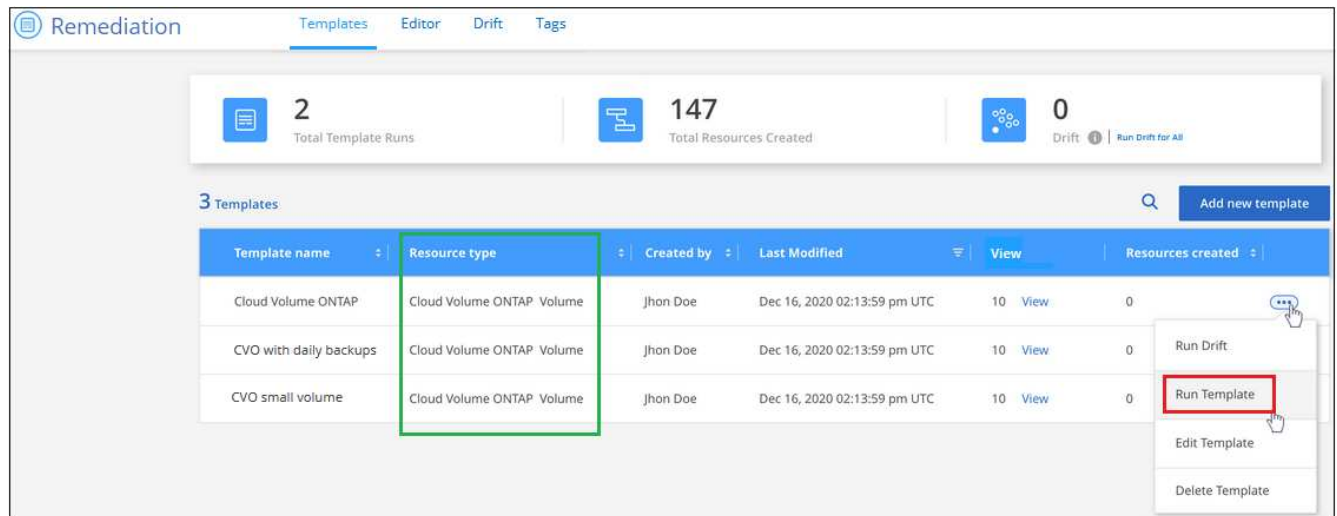 Remediation Templates Editor Drift Tags
2 147 0
Total Template Runs Total Resources Created Drift Run Drift for All
3 Templates Add new template
Template name Resource type Created by Last Modified View Resources created
Cloud Volume ONTAP Cloud Volume ONTAP Volume Jhon Doe Dec 16, 2020 02:13:59 pm UTC 10 View 0
CVO with daily backups Cloud Volume ONTAP Volume Jhon Doe Dec 16, 2020 02:13:59 pm UTC 10 View 0
CVO small volume Cloud Volume ONTAP Volume Jhon Doe Dec 16, 2020 02:13:59 pm UTC 10 View 0
Run Drift
Run Template
Edit Template
Delete Template